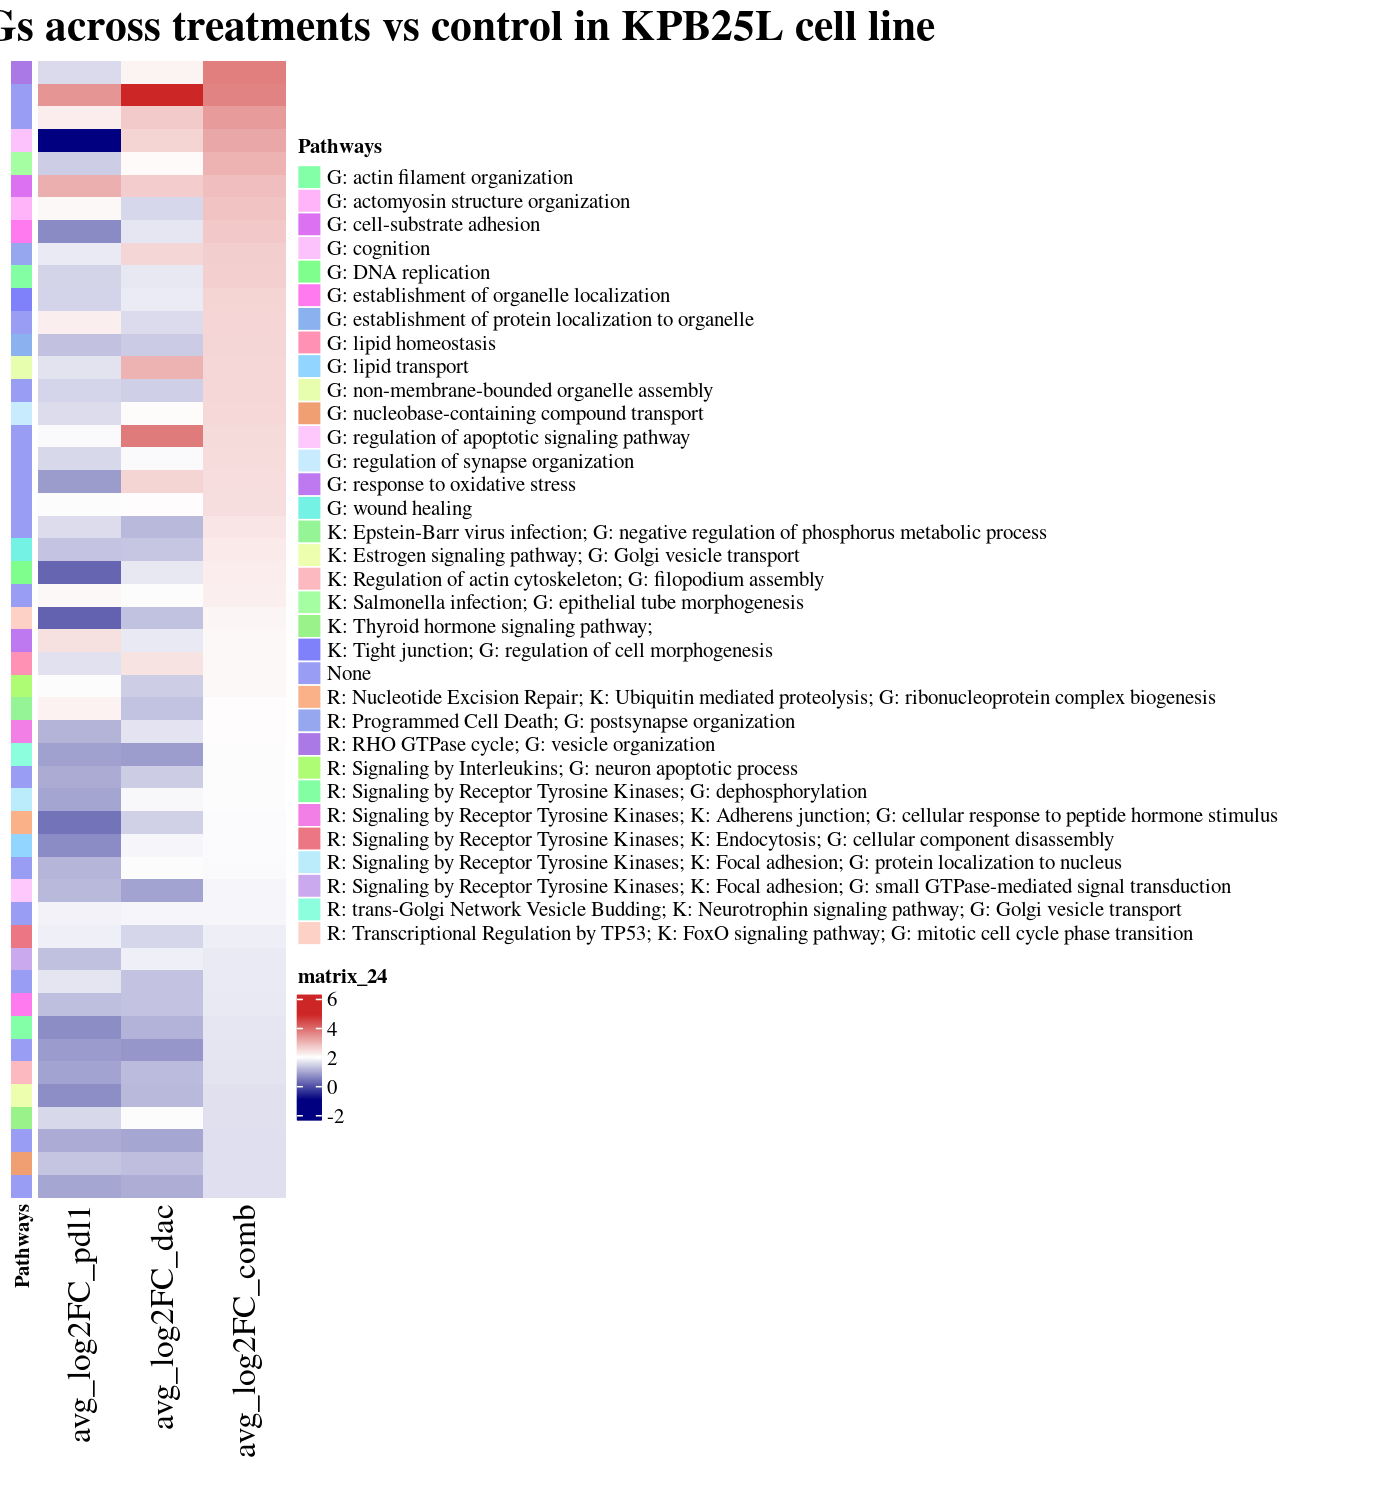 Gs across treatments vs control in KPB25L cell line
Pathways
G: actin filament organization
G: actomyosin structure organization
G: cell-substrate adhesion
G: cognition
G: DNA replication
G: establishment of organelle localization
G: establishment of protein localization to organelle
G: lipid homeostasis
G: lipid transport
G: non-membrane-bounded organelle assembly
G: nucleobase-containing compound transport
G: regulation of apoptotic signaling pathway
G: regulation of synapse organization
G: response to oxidative stress
G: wound healing
K: Epstein-Barr virus infection; G: negative regulation of phosphorus metabolic process
K: Estrogen signaling pathway; G: Golgi vesicle transport
K: Regulation of actin cytoskeleton; G: filopodium assembly
K: Salmonella infection; G: epithelial tube morphogenesis
K: Thyroid hormone signaling pathway;
K: Tight junction; G: regulation of cell morphogenesis
None
R: Nucleotide Excision Repair; K: Ubiquitin mediated proteolysis; G: ribonucleoprotein complex biogenesis
R: Programmed Cell Death; G: postsynapse organization
R: RHO GTPase cycle; G: vesicle organization
R: Signaling by Interleukins; G: neuron apoptotic process
R: Signaling by Receptor Tyrosine Kinases; G: dephosphorylation
R: Signaling by Receptor Tyrosine Kinases; K: Adherens junction; G: cellular response to peptide hormone stimulus
R: Signaling by Receptor Tyrosine Kinases; K: Endocytosis; G: cellular component disassembly
R: Signaling by Receptor Tyrosine Kinases; K: Focal adhesion; G: protein localization to nucleus
R: Signaling by Receptor Tyrosine Kinases; K: Focal adhesion; G: small GTPase-mediated signal transduction
R: trans-Golgi Network Vesicle Budding; K: Neurotrophin signaling pathway; G: Golgi vesicle transport
R: Transcriptional Regulation by TP53; K: FoxO signaling pathway; G: mitotic cell cycle phase transition
matrix_24
6
4
2
0
-2
Pathways
avg_log2FC_pdl1
avg_log2FC_dac
avg_log2FC_comb